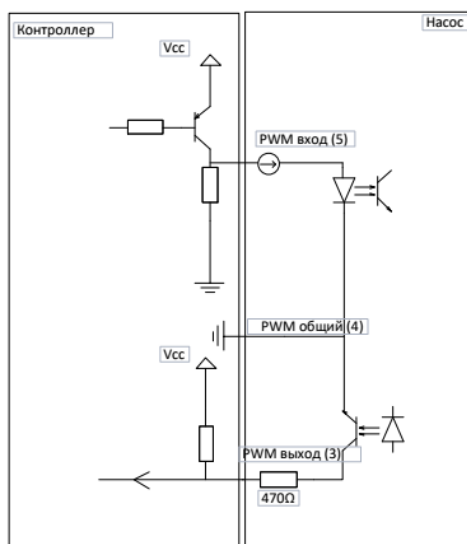 Контроллер
Насос
Vcc
PWM вход (5)
PWM общий (4)
Vcc
PWM выход (3)
470Ω